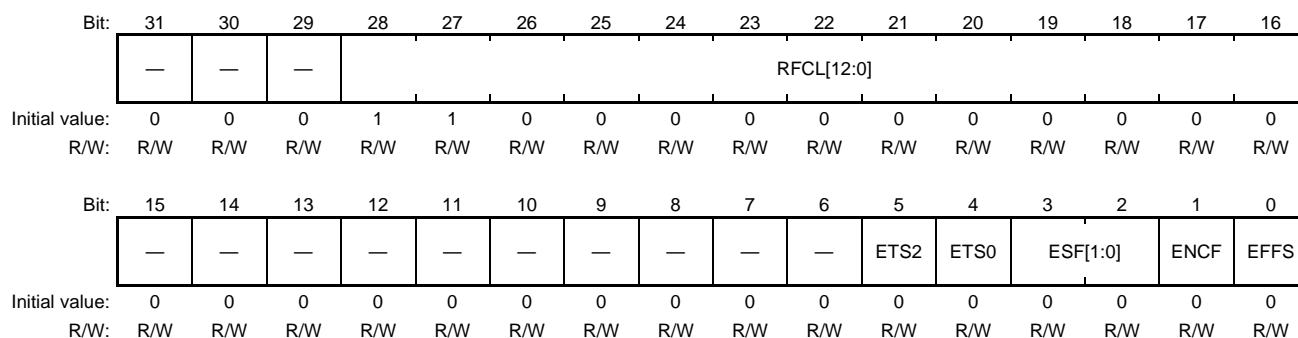 Bit: 31 30 29 28 27 26 25 24 23 22 21 20 19 18 17 16
— — — RFCL[12:0]
Initial value: 0 0 0 1 1 0 0 0 0 0 0 0 0 0 0 0
R/W: R/W R/W R/W R/W R/W R/W R/W R/W R/W R/W R/W R/W R/W R/W R/W R/W
Bit: 15 14 13 12 11 10 9 8 7 6 5 4 3 2 1 0
— — — — — — — — — — ETS2 ETS0 ESF[1:0] ENCF EFFS
Initial value: 0 0 0 0 0 0 0 0 0 0 0 0 0 0 0 0
R/W: R/W R/W R/W R/W R/W R/W R/W R/W R/W R/W R/W R/W R/W R/W R/W R/W